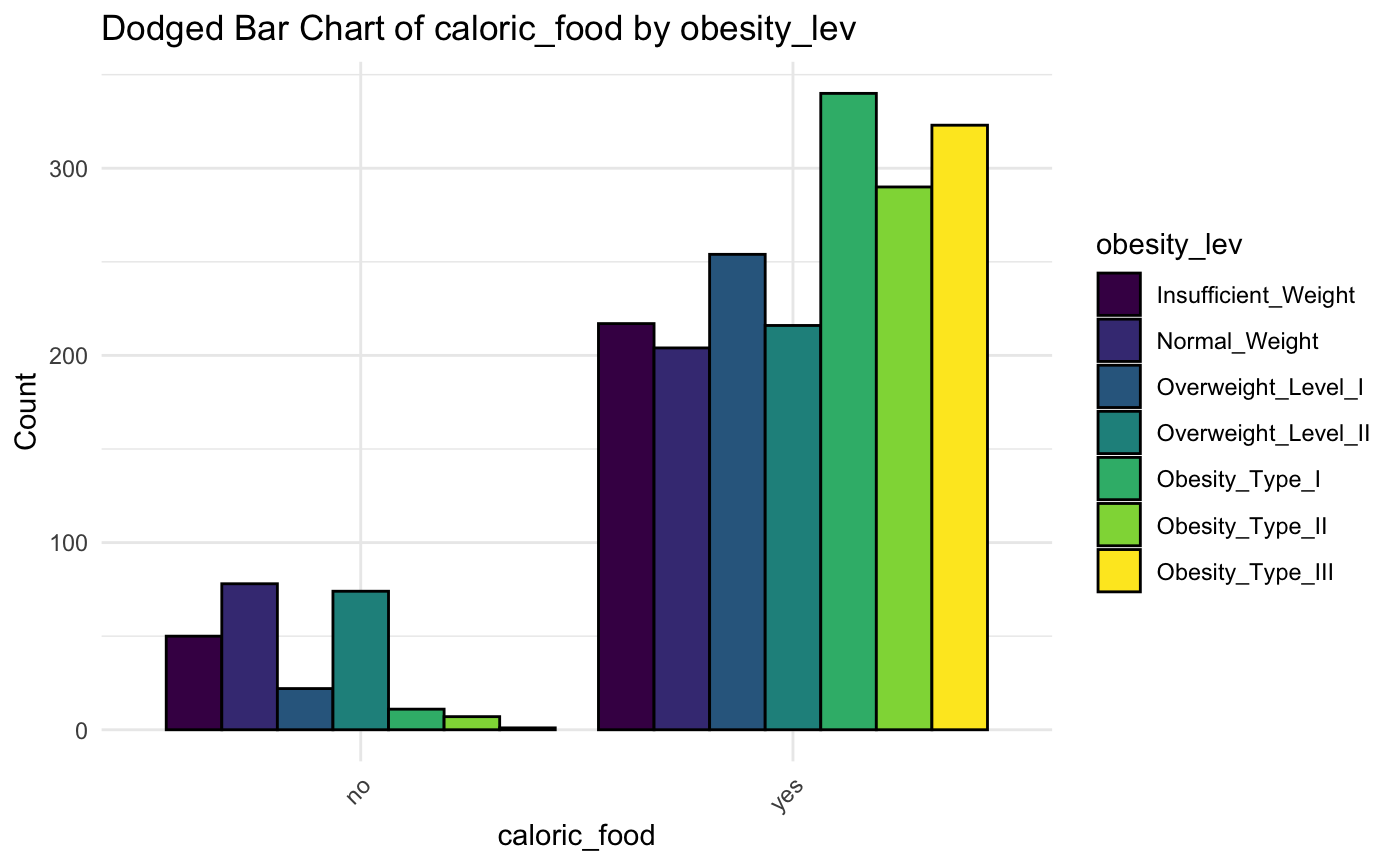 Dodged Bar Chart of caloric_food by obesity_lev
Count
300
200
100
0
no
yes
caloric_food
obesity_lev
Insufficient_Weight
Normal_Weight
Overweight_Level_I
Overweight_Level_II
Obesity_Type_I
Obesity_Type_II
Obesity_Type_III